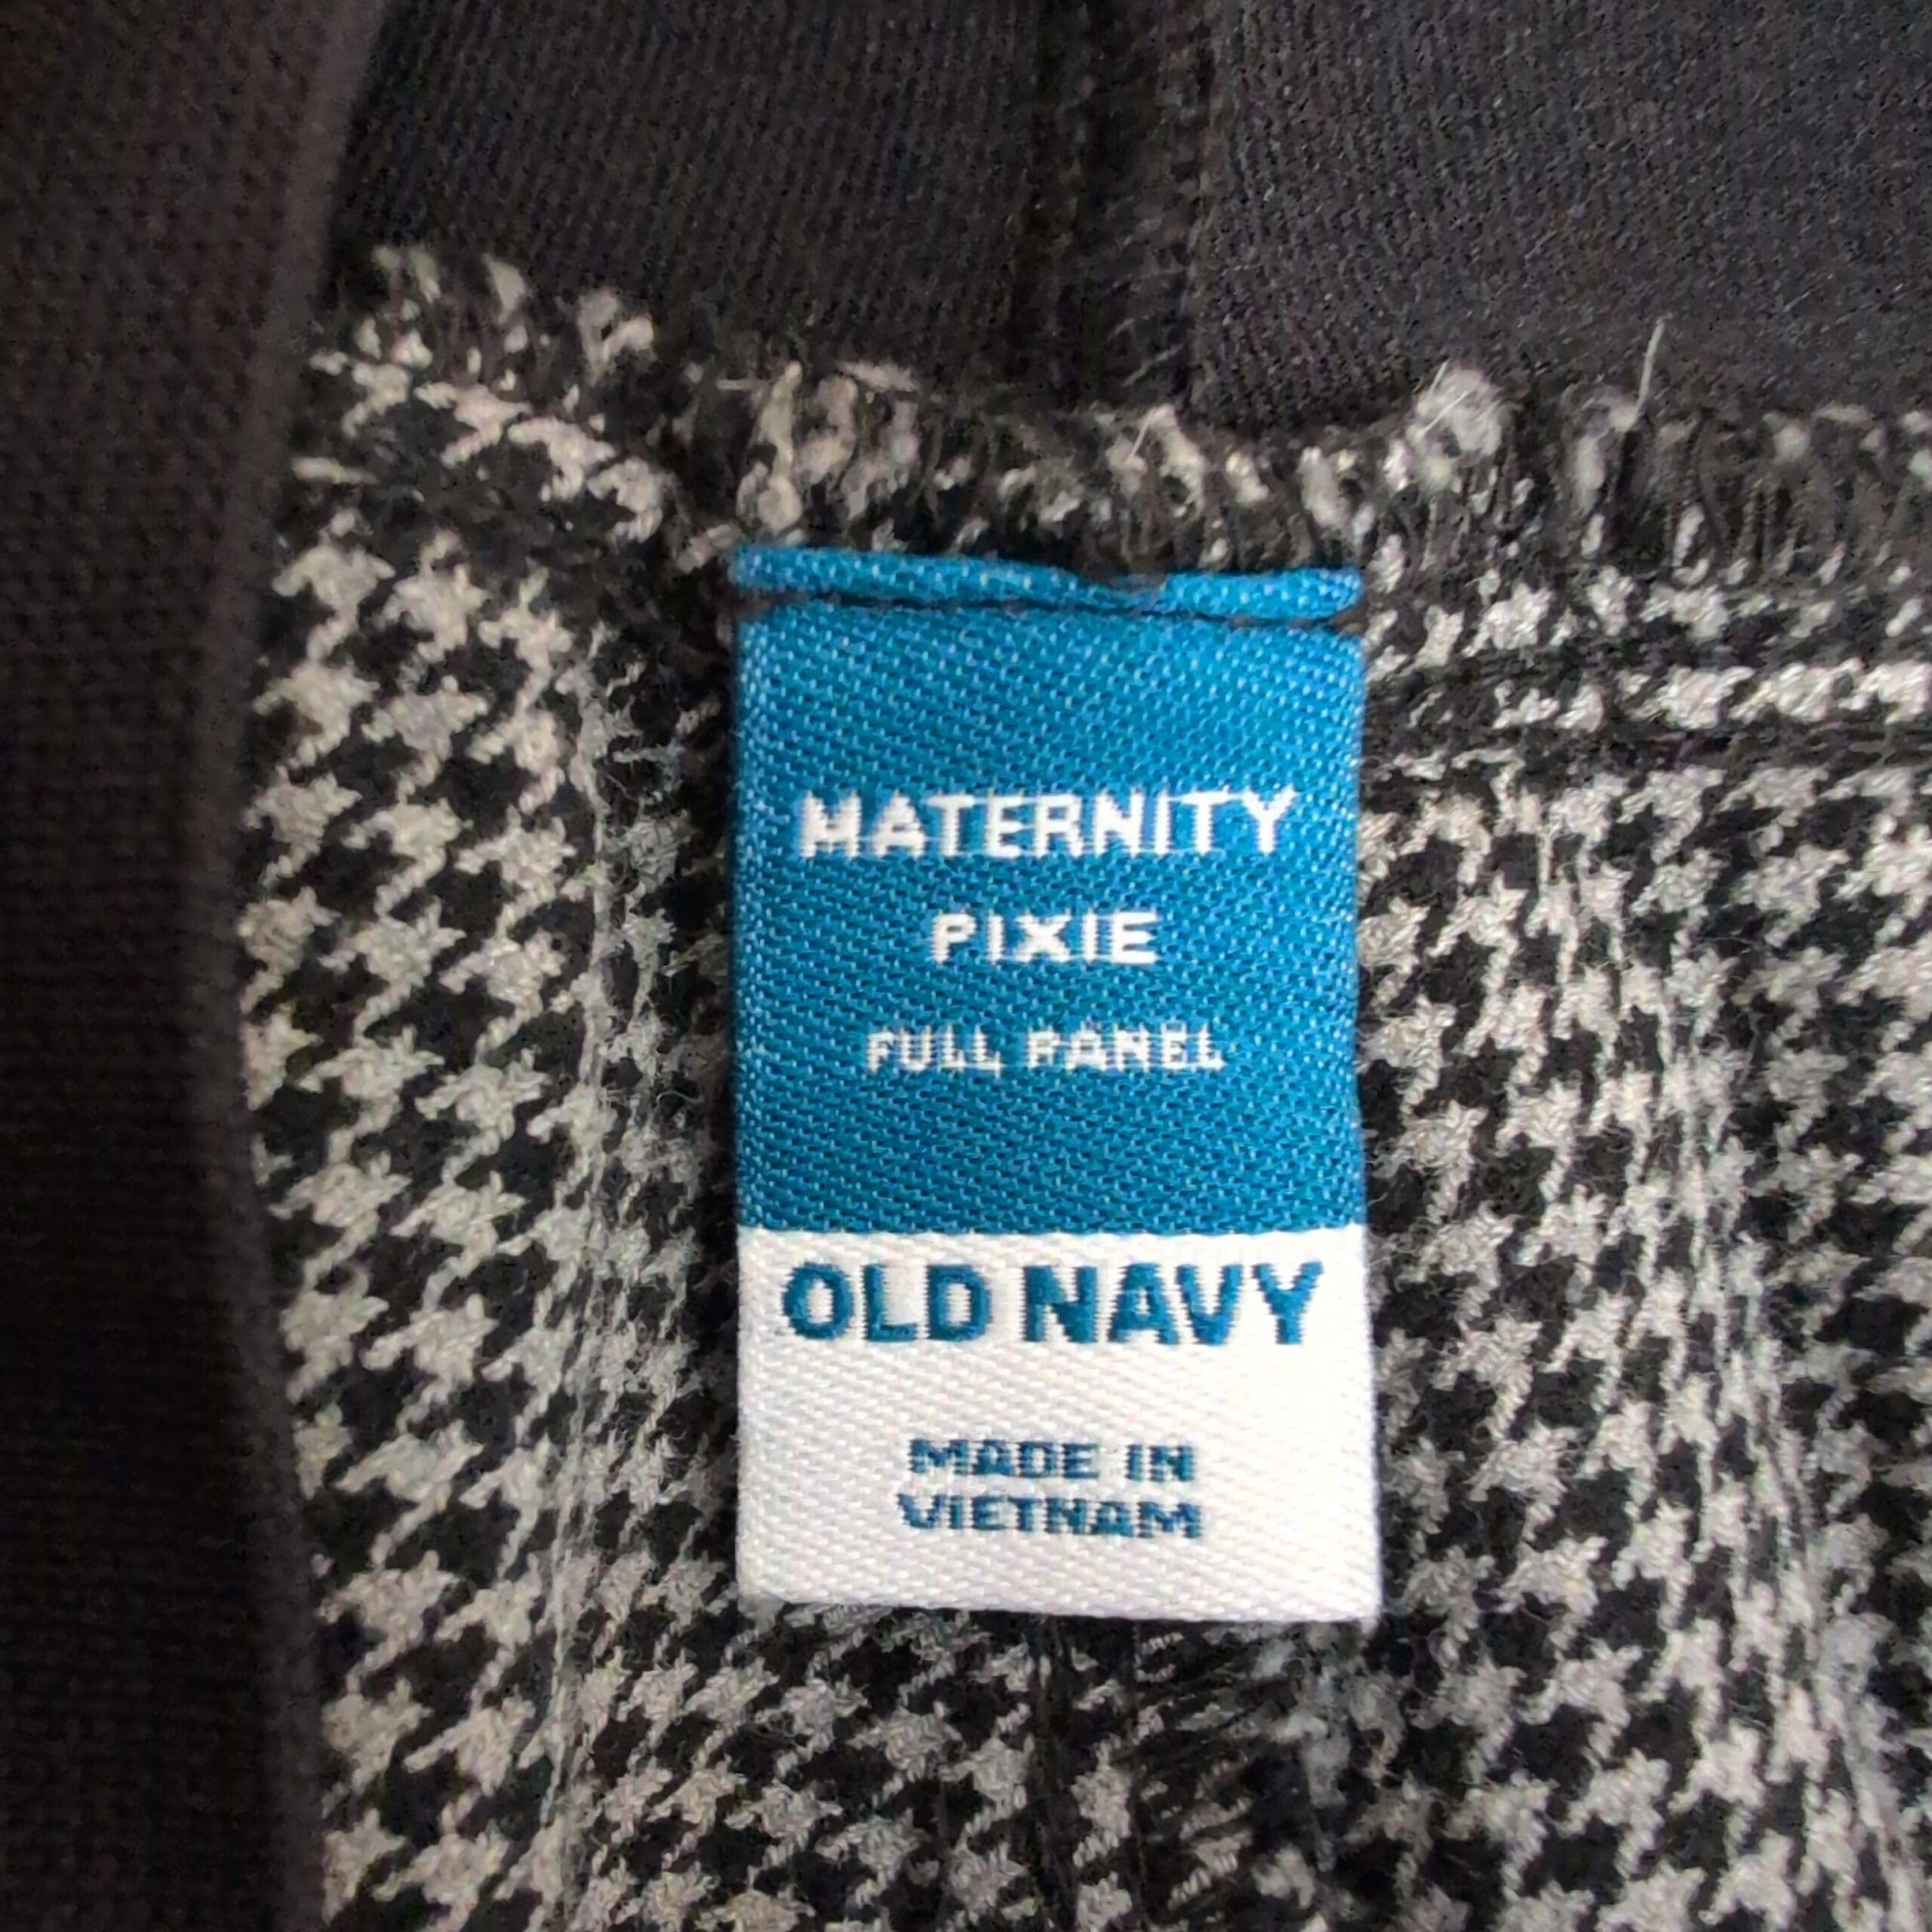 MATERNITY
PIXIE
FULL PANEL
OLD NAVY
MADE IN
VIETNAM